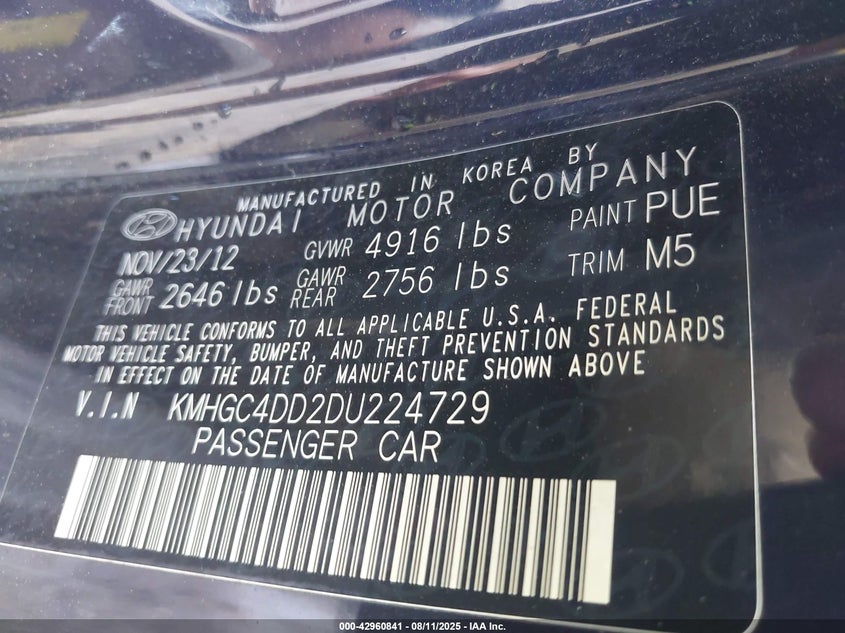 MANUFACTURED IN KOREA BY
HYUNDAI MOTOR COMPANY
NOV/23/12 GVWR 4916 lbs PAINT PUE
GAWR FRONT 2646 lbs GAWR REAR 2756 lbs TRIM M5
THIS VEHICLE CONFORMS TO ALL APPLICABLE U.S.A. FEDERAL
MOTOR VEHICLE SAFETY, BUMPER, AND THEFT PREVENTION STANDARDS
IN EFFECT ON THE DATE OF MANUFACTURE SHOWN ABOVE
V.I.N KMHGC4DD2DU224729
PASSENGER CAR
000-42960841 - 08/11/2025 - IAA Inc.